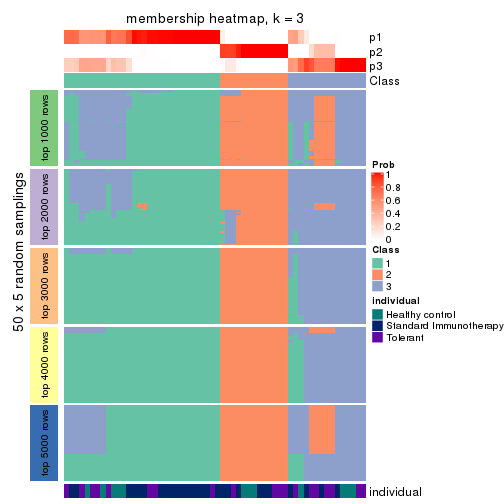 membership heatmap, k = 3
p1
p2
p3
Class
50 x 5 random samplings
top 1000 rows
top 2000 rows
top 3000 rows
top 4000 rows
top 5000 rows
Prob
1
0.8
0.6
0.4
0.2
0
Class
1
2
3
individual
Healthy control
Standard Immunotherapy
Tolerant
individual